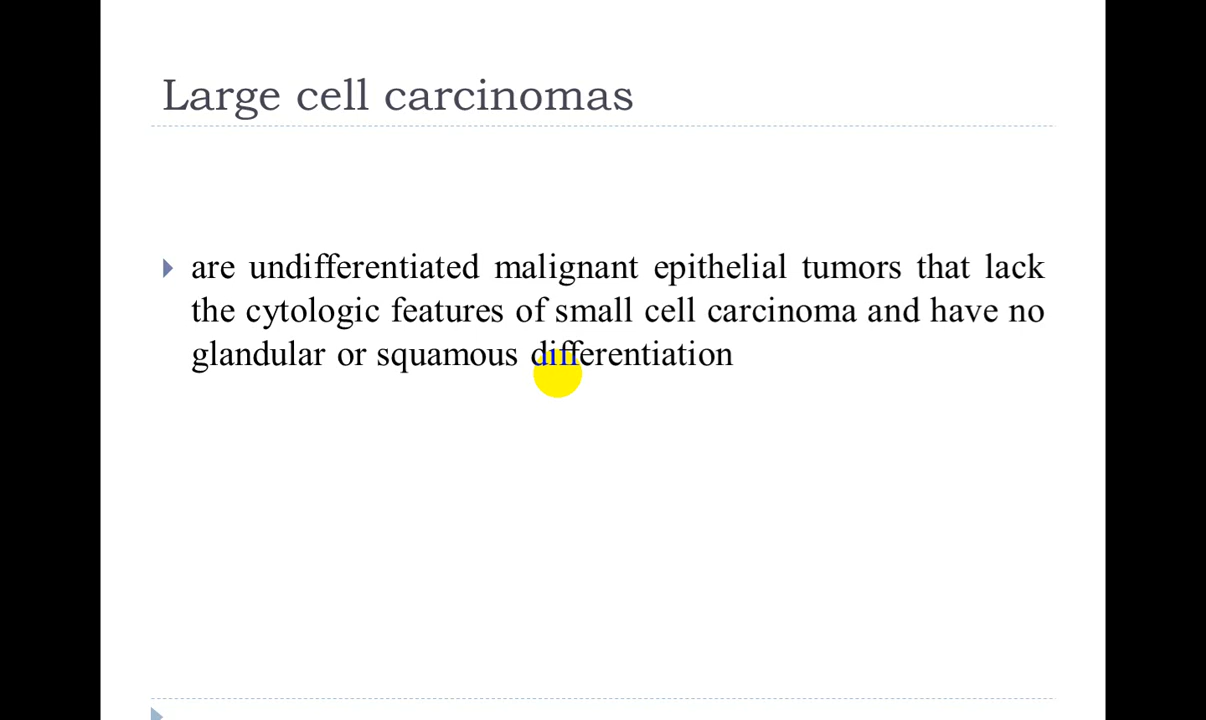 Large cell carcinomas
are undifferentiated malignant epithelial tumors that lack
the cytologic features of small cell carcinoma and have no
glandular or squamous differentiation